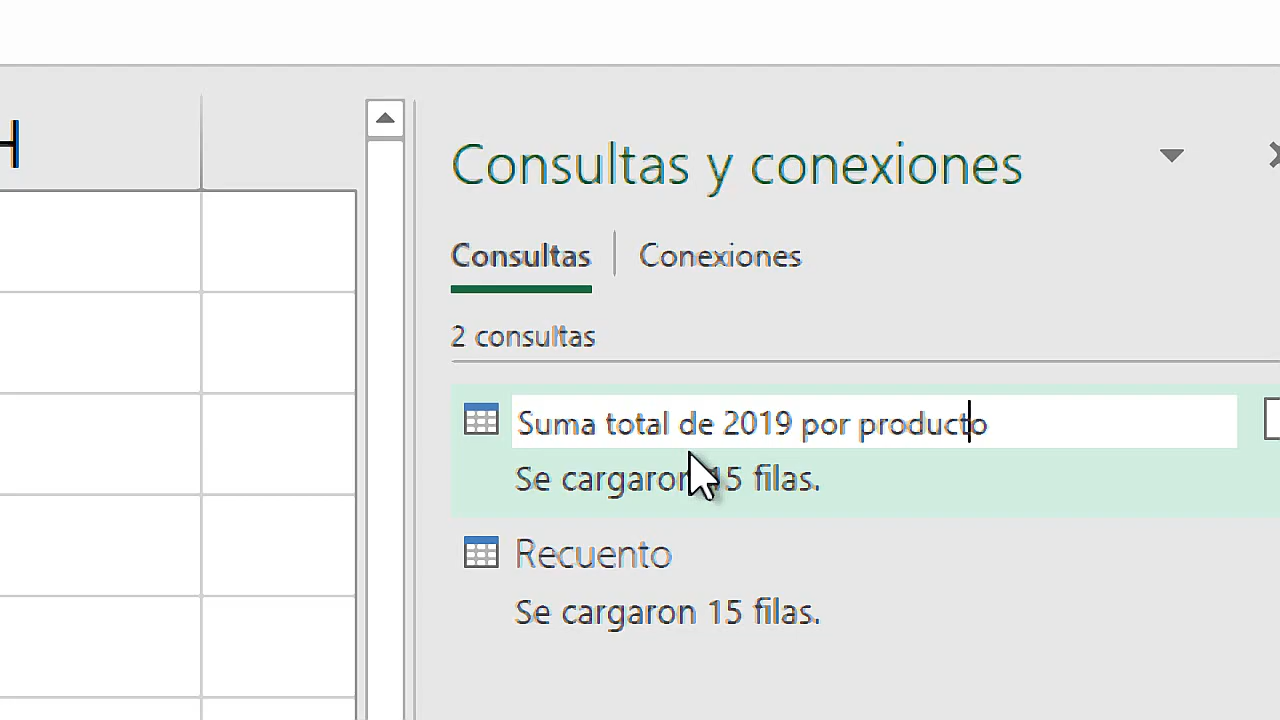 H
Consultas y conexiones
Consultas | Conexiones
2 consultas
Suma total de 2019 por producto
Se cargaron 15 filas.
Recuento
Se cargaron 15 filas.